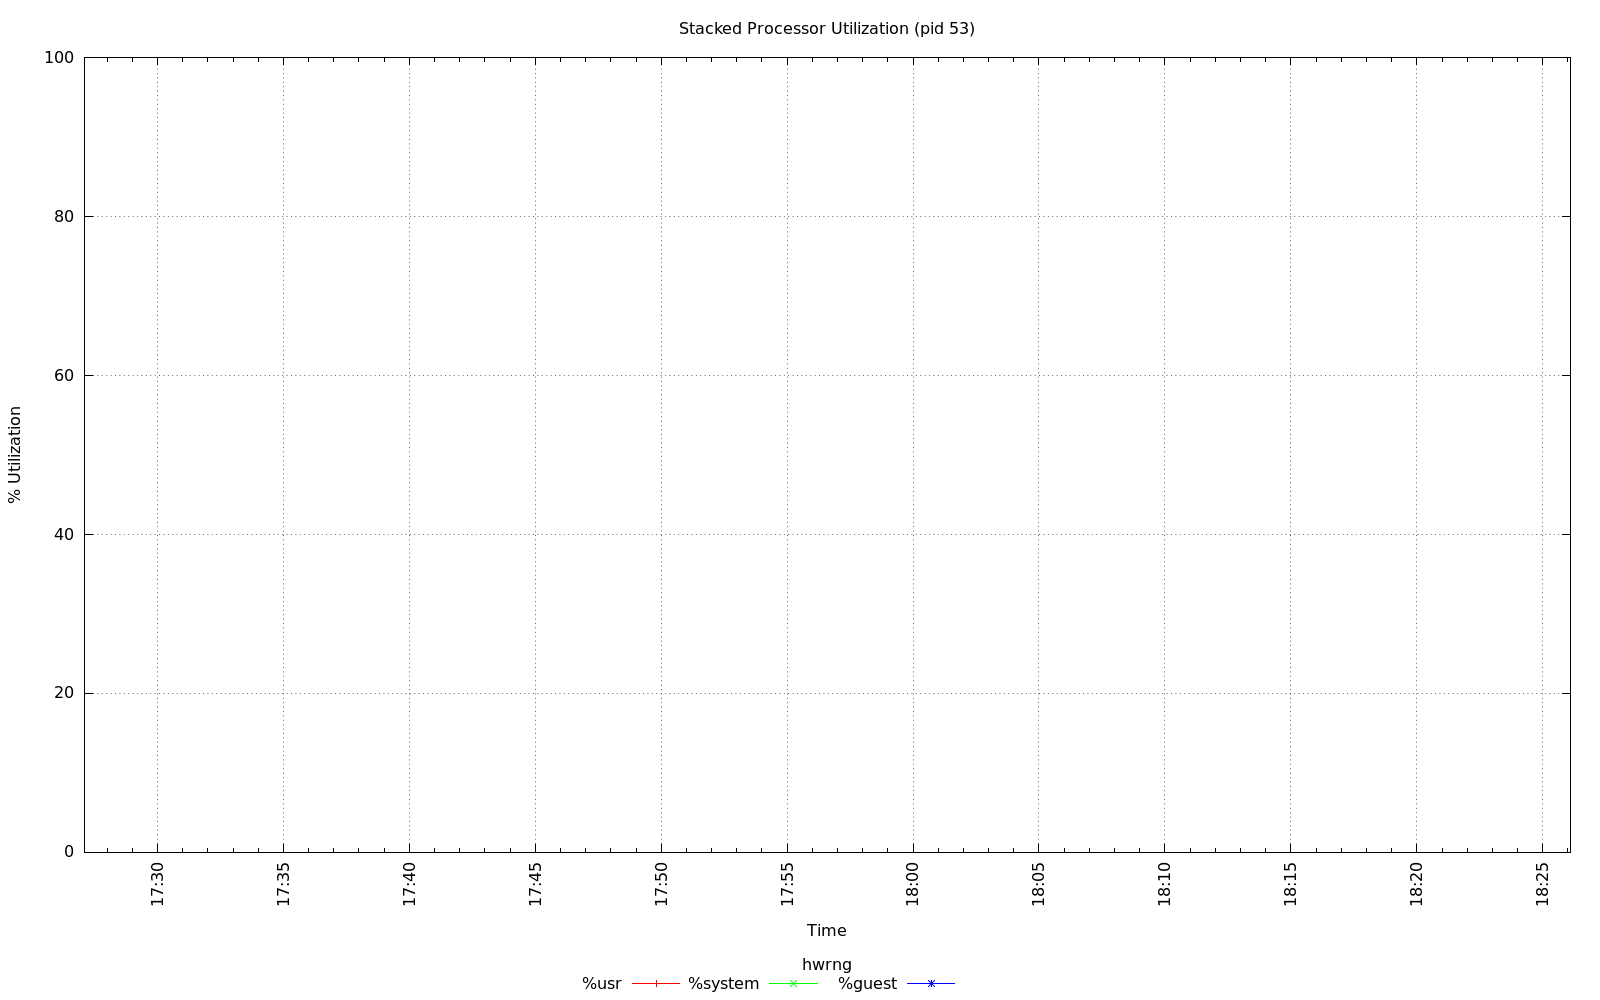 Stacked Processor Utilization (pid 53)
100
80
60
40
20
0
% Utilization
17:30 17:35 17:40 17:45 17:50 17:55 18:00 18:05 18:10 18:15 18:20 18:25
Time
hwrng
%usr %system %guest